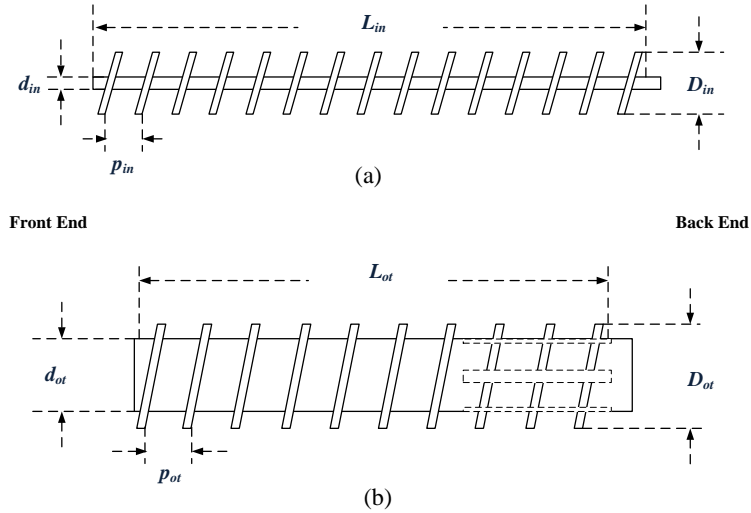 L_in
d_in
D_in
p_in
(a)
Front End Back End
L_ot
d_ot
D_ot
p_ot
(b)